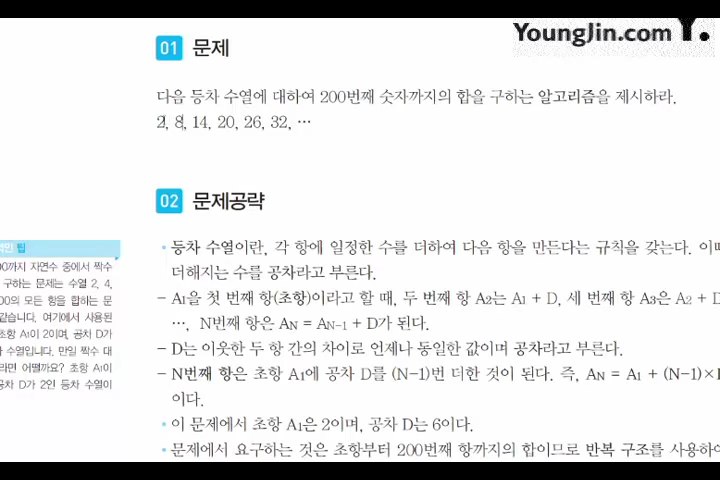 YoungJin.com Y.
01 문제
다음 등차 수열에 대하여 200번째 숫자까지의 합을 구하는 알고리즘을 제시하라.
2, 8, 14, 20, 26, 32, …
02 문제공략
팁
00까지 자연수 중에서 짝수
구하는 문제는 수열 2, 4,
00의 모든 항을 합하는 문
같습니다. 여기에서 사용된
초항 A1이 2이며, 공차 D가
수열입니다. 만일 짝수 대
라면 어떨까요? 초항 A1이
공차 D가 2인 등차 수열이
• 등차 수열이란, 각 항에 일정한 수를 더하여 다음 항을 만든다는 규칙을 갖는다. 이때
더해지는 수를 공차라고 부른다.
– A1을 첫 번째 항(초항)이라고 할 때, 두 번째 항 A2는 A1 + D, 세 번째 항 A3은 A2 + D
…, N번째 항은 AN = AN-1 + D가 된다.
– D는 이웃한 두 항 간의 차이로 언제나 동일한 값이며 공차라고 부른다.
– N번째 항은 초항 A1에 공차 D를 (N-1)번 더한 것이 된다. 즉, AN = A1 + (N-1)×D
이다.
• 이 문제에서 초항 A1은 2이며, 공차 D는 6이다.
• 문제에서 요구하는 것은 초항부터 200번째 항까지의 합이므로 반복 구조를 사용하여